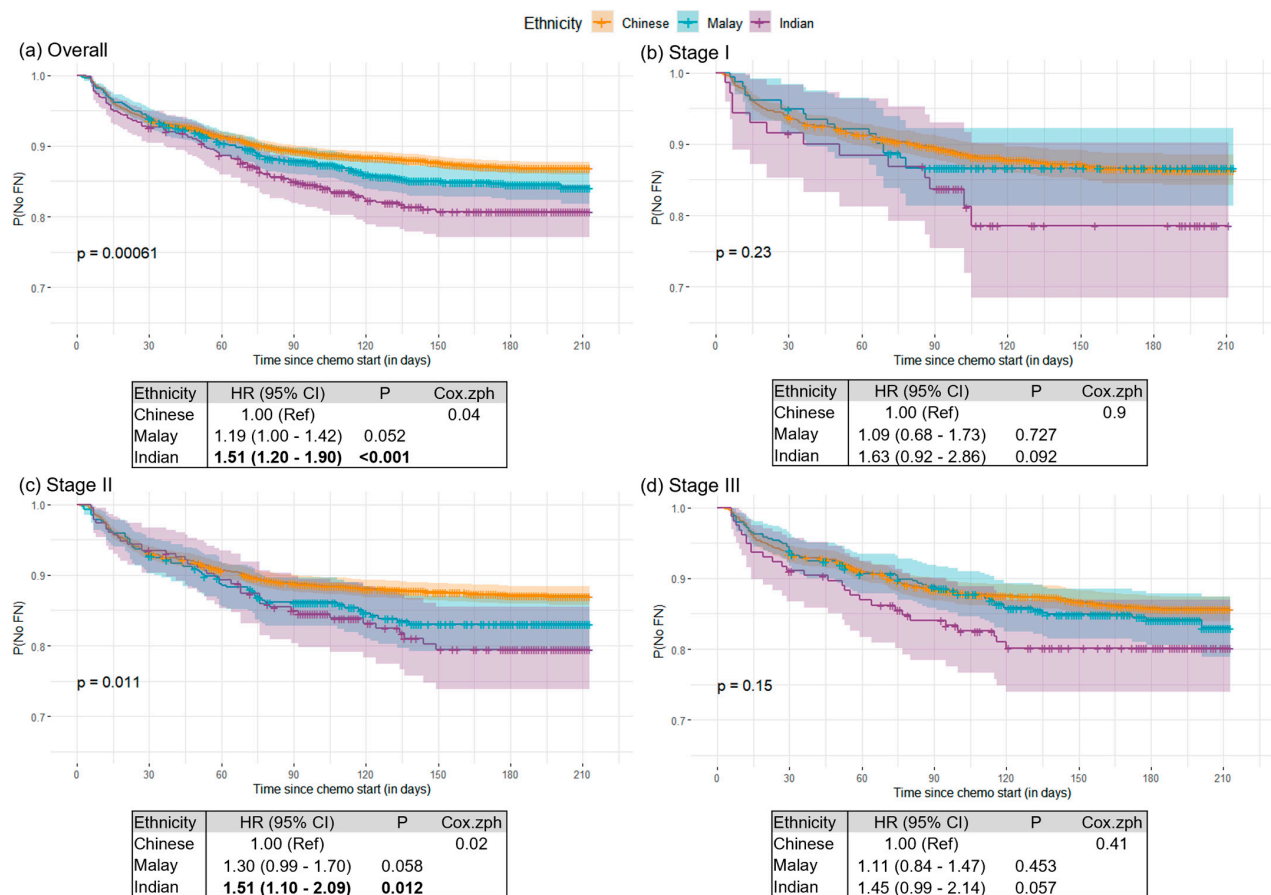 Ethnicity Chinese Malay Indian
(a) Overall
P(No FN)
1.0
0.9
0.8
0.7
p = 0.00061
0 30 60 90 120 150 180 210
Time since chemo start (in days)
Ethnicity HR (95% CI) P Cox.zph
Chinese 1.00 (Ref) 0.04
Malay 1.19 (1.00 - 1.42) 0.052
Indian 1.51 (1.20 - 1.90) <0.001
(b) Stage I
P(No FN)
1.0
0.9
0.8
0.7
p = 0.23
0 30 60 90 120 150 180 210
Time since chemo start (in days)
Ethnicity HR (95% CI) P Cox.zph
Chinese 1.00 (Ref) 0.9
Malay 1.09 (0.68 - 1.73) 0.727
Indian 1.63 (0.92 - 2.86) 0.092
(c) Stage II
P(No FN)
1.0
0.9
0.8
0.7
p = 0.011
0 30 60 90 120 150 180 210
Time since chemo start (in days)
Ethnicity HR (95% CI) P Cox.zph
Chinese 1.00 (Ref) 0.02
Malay 1.30 (0.99 - 1.70) 0.058
Indian 1.51 (1.10 - 2.09) 0.012
(d) Stage III
P(No FN)
1.0
0.9
0.8
0.7
p = 0.15
0 30 60 90 120 150 180 210
Time since chemo start (in days)
Ethnicity HR (95% CI) P Cox.zph
Chinese 1.00 (Ref) 0.41
Malay 1.11 (0.84 - 1.47) 0.453
Indian 1.45 (0.99 - 2.14) 0.057